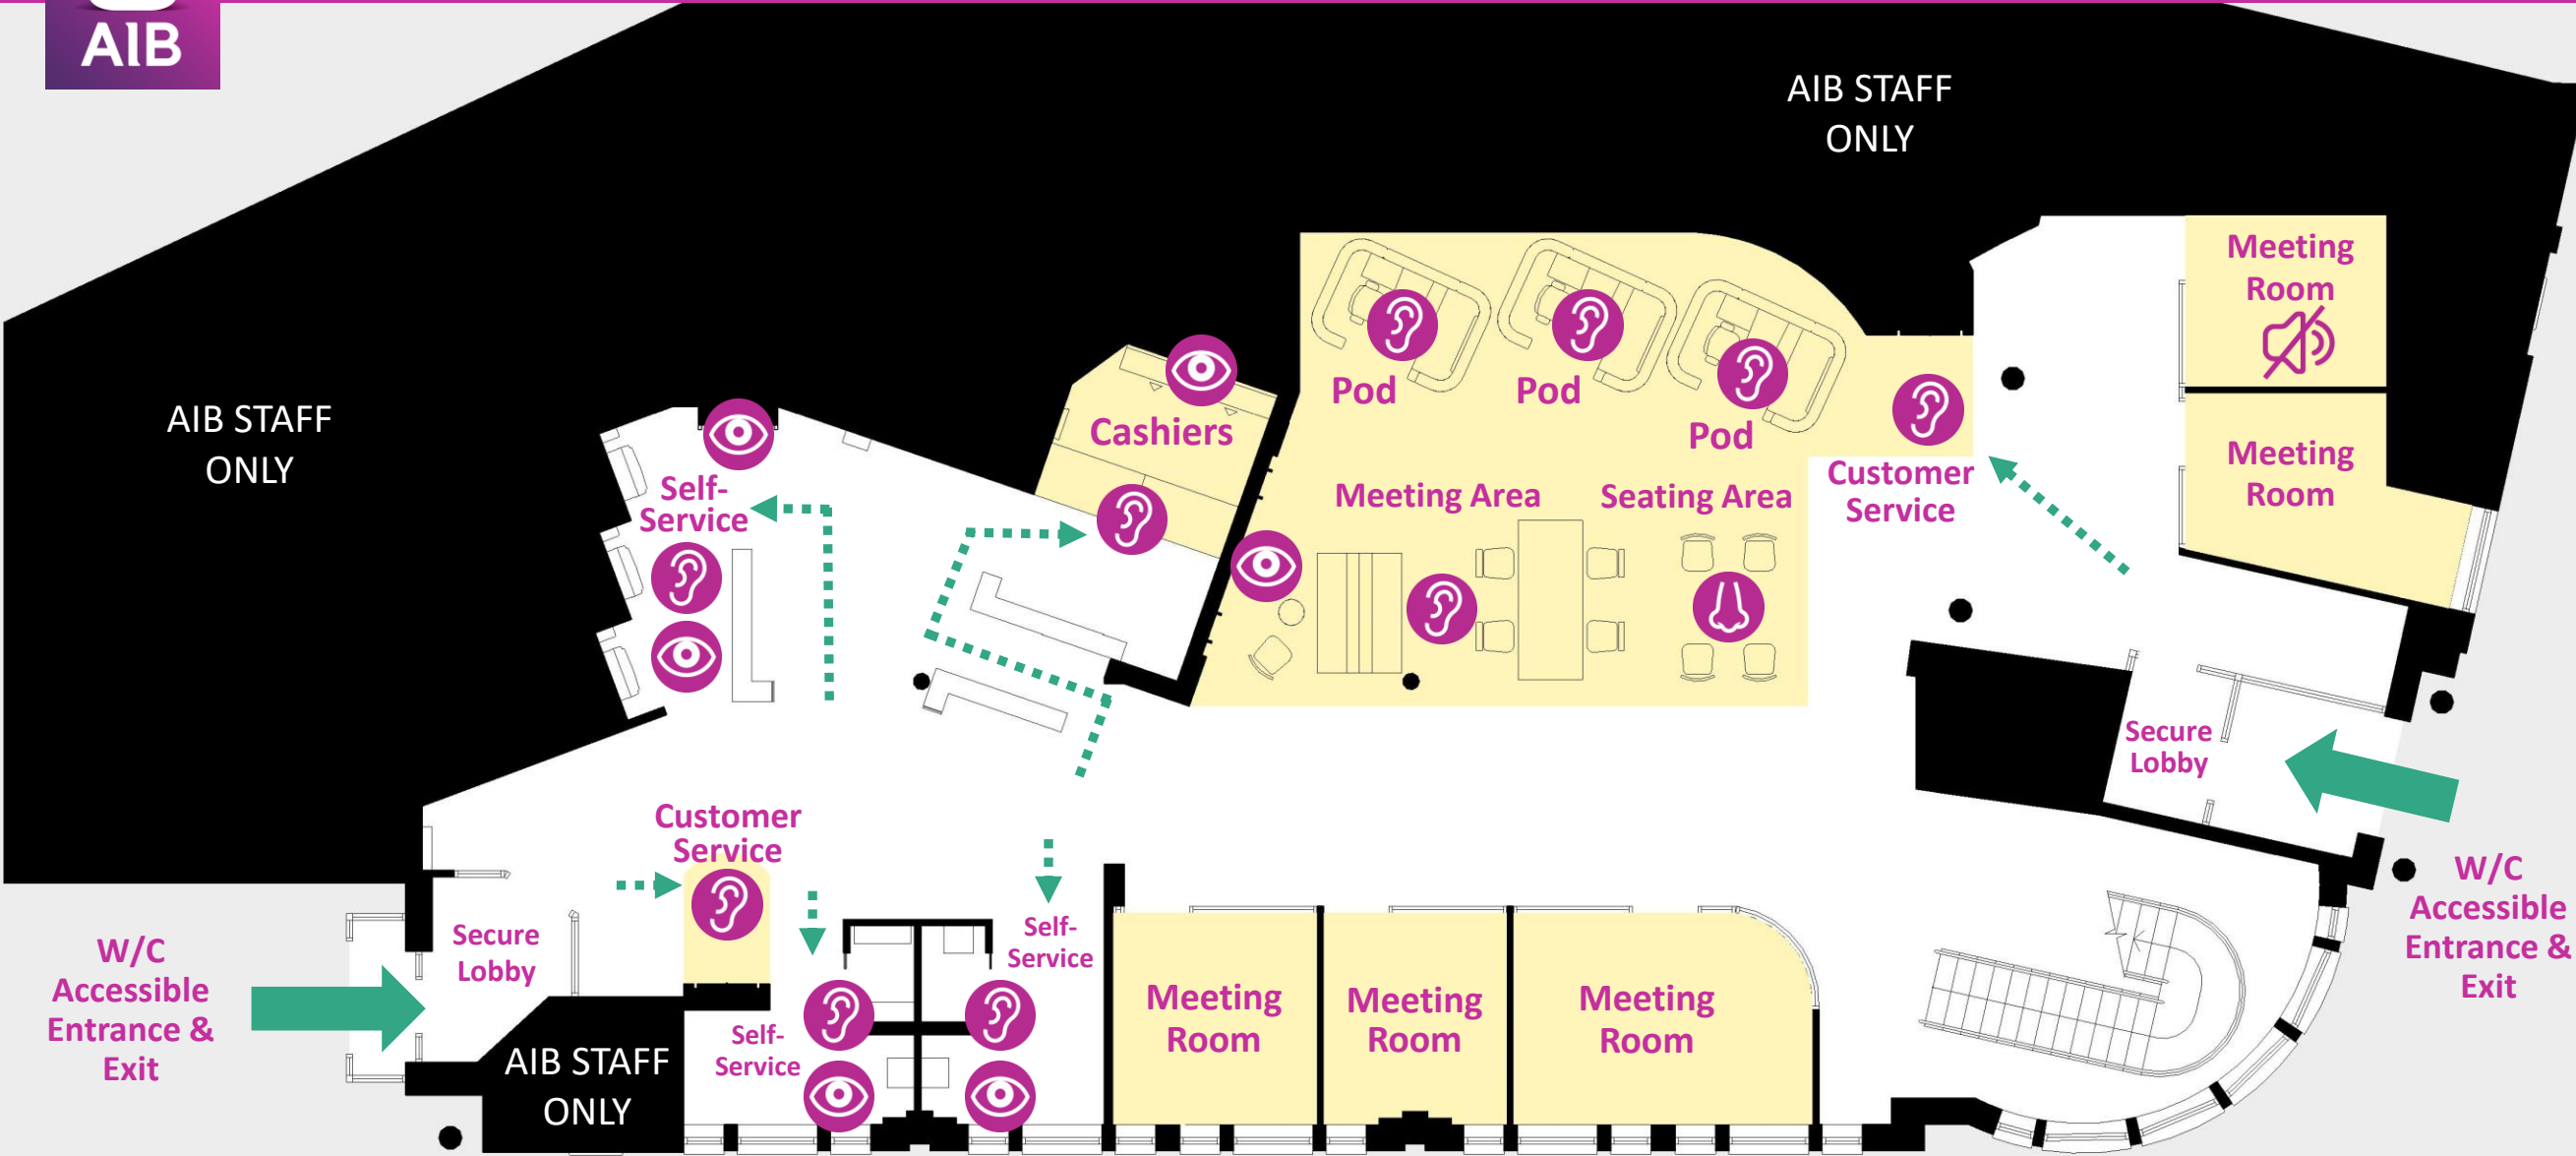 AIB
AIB STAFF
ONLY
AIB STAFF
ONLY
Meeting
Room
Meeting
Room
Pod
Pod
Pod
Cashiers
Customer
Service
Self-
Service
Meeting Area
Seating Area
Secure
Lobby
W/C
Accessible
Entrance &
Exit
Customer
Service
Secure
Lobby
W/C
Accessible
Entrance &
Exit
AIB STAFF
ONLY
Self-
Service
Self-
Service
Meeting
Room
Meeting
Room
Meeting
Room